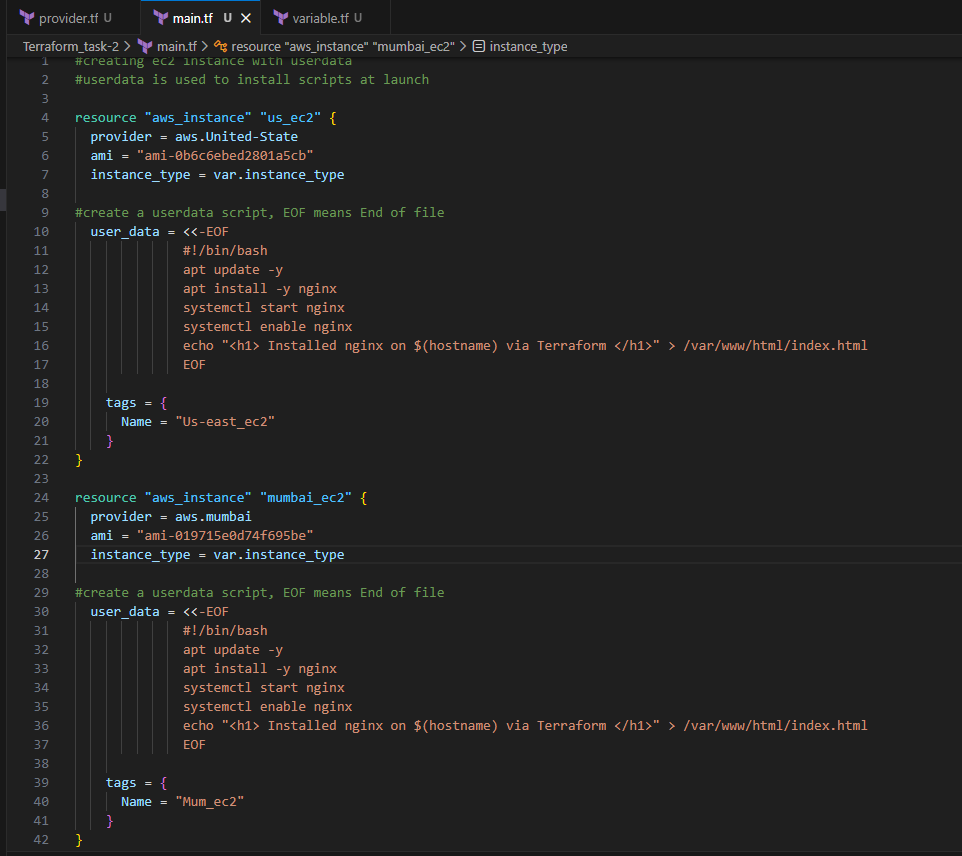 provider.tf U
main.tf U
variable.tf U
Terraform_task-2 > main.tf > resource "aws_instance" "mumbai_ec2" > instance_type
1 #creating ec2 instance with userdata
2 #userdata is used to install scripts at launch
3
4 resource "aws_instance" "us_ec2" {
5 provider = aws.United-State
6 ami = "ami-0b6c6ebed2801a5cb"
7 instance_type = var.instance_type
8
9 #create a userdata script, EOF means End of file
10 user_data = <<-EOF
11 #!/bin/bash
12 apt update -y
13 apt install -y nginx
14 systemctl start nginx
15 systemctl enable nginx
16 echo "<h1> Installed nginx on $(hostname) via Terraform </h1>" > /var/www/html/index.html
17 EOF
18
19 tags = {
20 Name = "Us-east_ec2"
21 }
22 }
23
24 resource "aws_instance" "mumbai_ec2" {
25 provider = aws.mumbai
26 ami = "ami-019715e0d74f695be"
27 instance_type = var.instance_type
28
29 #create a userdata script, EOF means End of file
30 user_data = <<-EOF
31 #!/bin/bash
32 apt update -y
33 apt install -y nginx
34 systemctl start nginx
35 systemctl enable nginx
36 echo "<h1> Installed nginx on $(hostname) via Terraform </h1>" > /var/www/html/index.html
37 EOF
38
39 tags = {
40 Name = "Mum_ec2"
41 }
42 }